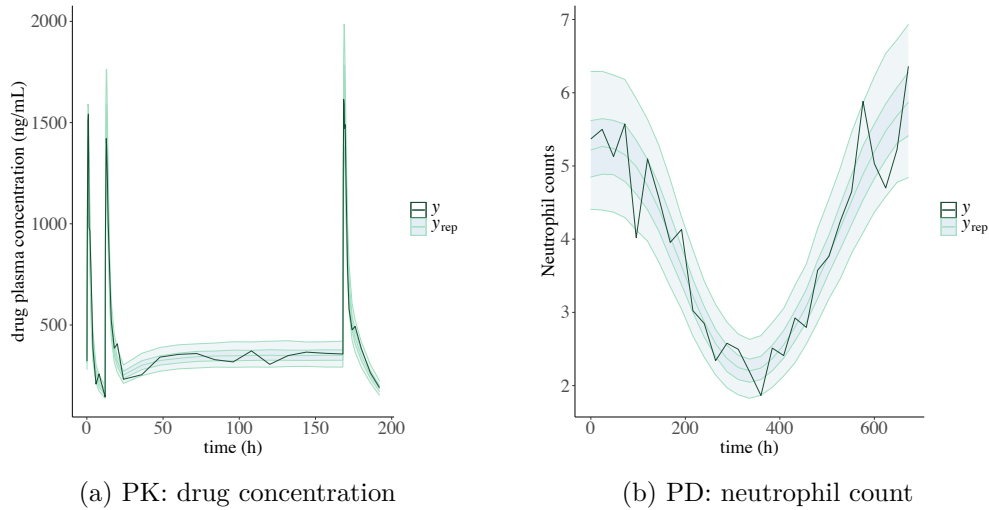 2000
1500
1000
500
0
50
100
150
200
drug plasma concentration (ng/mL)
time (h)
y
yrep
(a) PK: drug concentration
7
6
5
4
3
2
0
200
400
600
Neutrophil counts
time (h)
y
yrep
(b) PD: neutrophil count